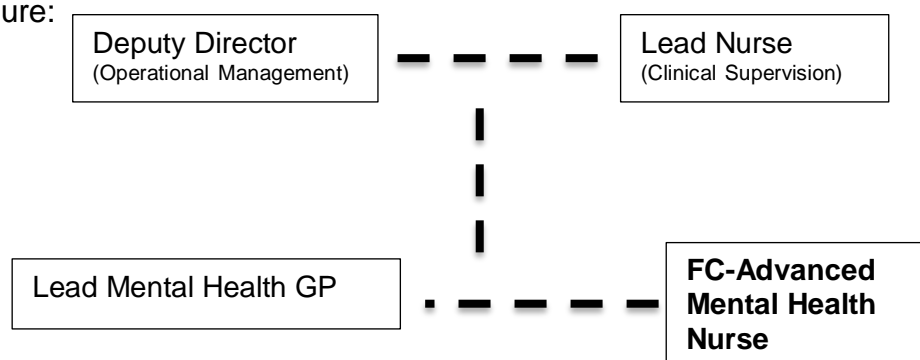 ure:
Deputy Director
(Operational Management)
Lead Nurse
(Clinical Supervision)
Lead Mental Health GP
FC-Advanced
Mental Health
Nurse